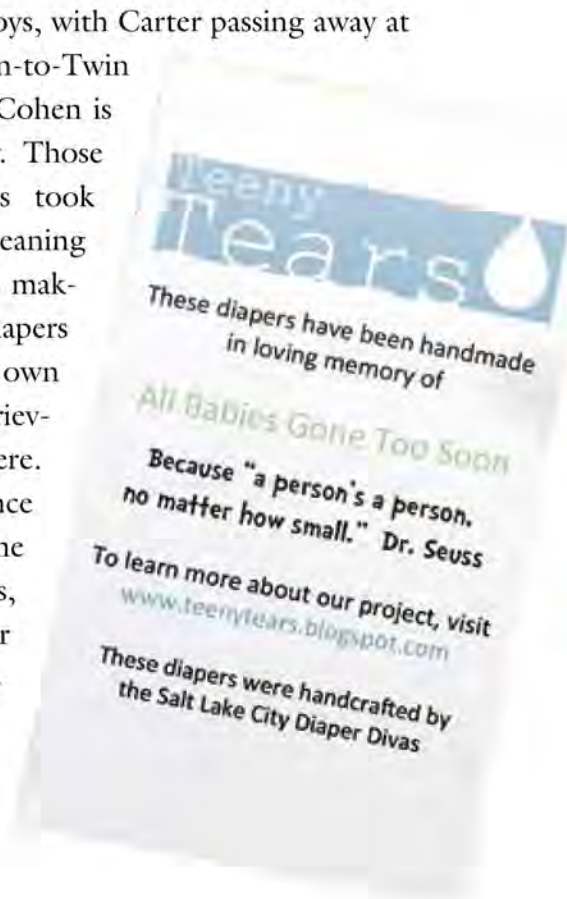 oys, with Carter passing away at
n-to-Twin
Cohen is
. Those
s took
eaning
mak-
apers
own
riev-
ere.
nce
s,
r
Teeny
Tears
These diapers have been handmade
in loving memory of
All Babies Gone Too Soon
Because "a person's a person,
no matter how small." Dr. Seuss
To learn more about our project, visit
www.teenytears.blogspot.com
These diapers were handcrafted by
the Salt Lake City Diaper Divas